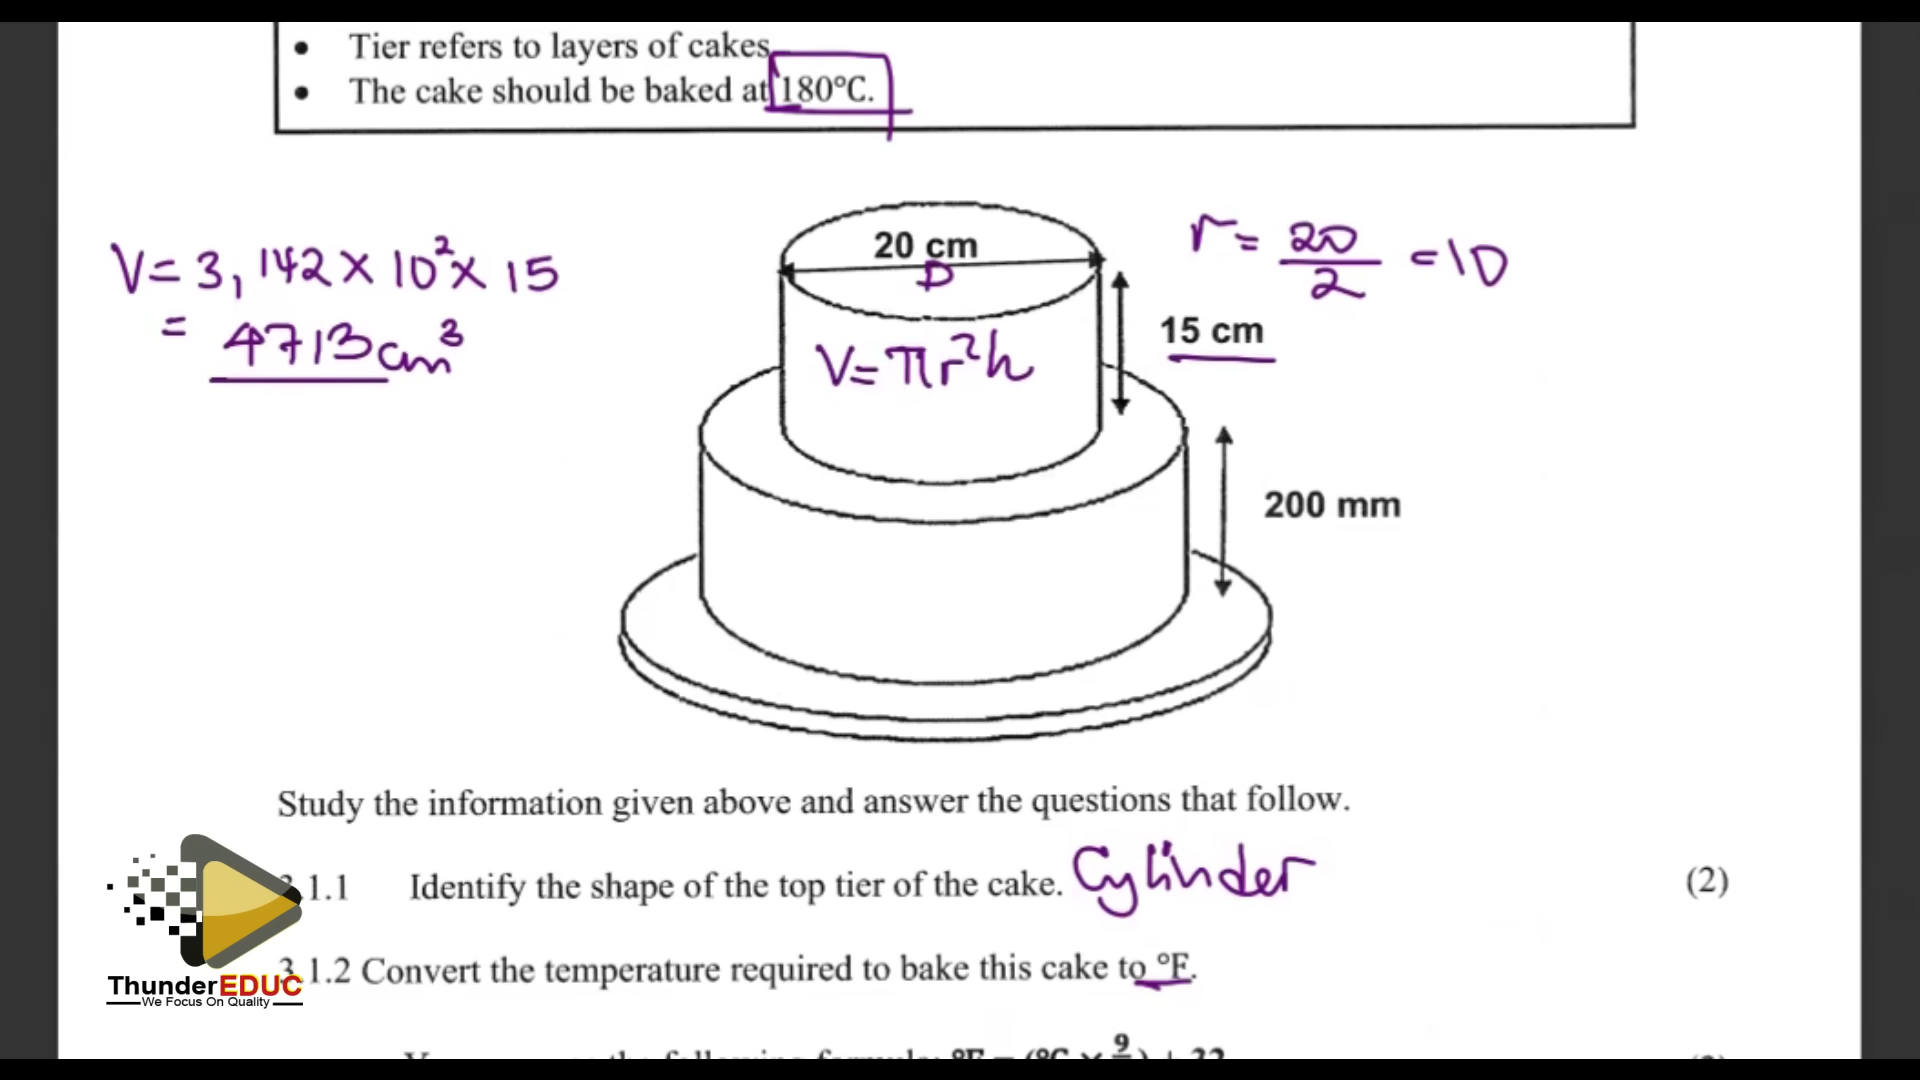 • Tier refers to layers of cakes
• The cake should be baked at 180°C.
20 cm
D
r = 20/2 = 10
V = 3,142 × 10² × 15
= 4713 cm³
15 cm
V = πr²h
200 mm
Study the information given above and answer the questions that follow.
.1.1 Identify the shape of the top tier of the cake. Cylinder (2)
3.1.2 Convert the temperature required to bake this cake to °F.
ThunderEDUC
We Focus On Quality